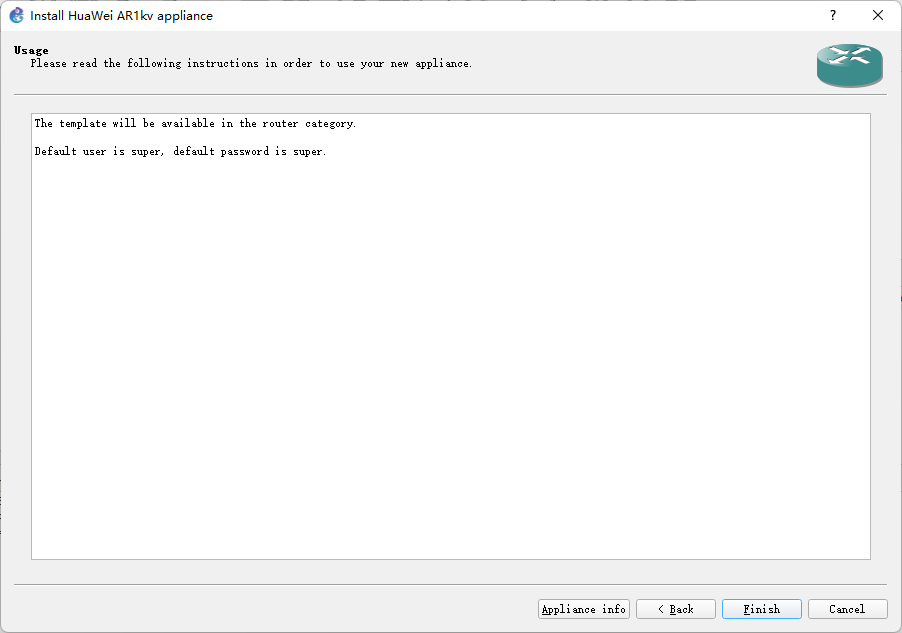 Install HuaWei AR1kv appliance
?
Usage
Please read the following instructions in order to use your new appliance.
The template will be available in the router category.
Default user is super, default password is super.
Appliance info
< Back
Finish
Cancel